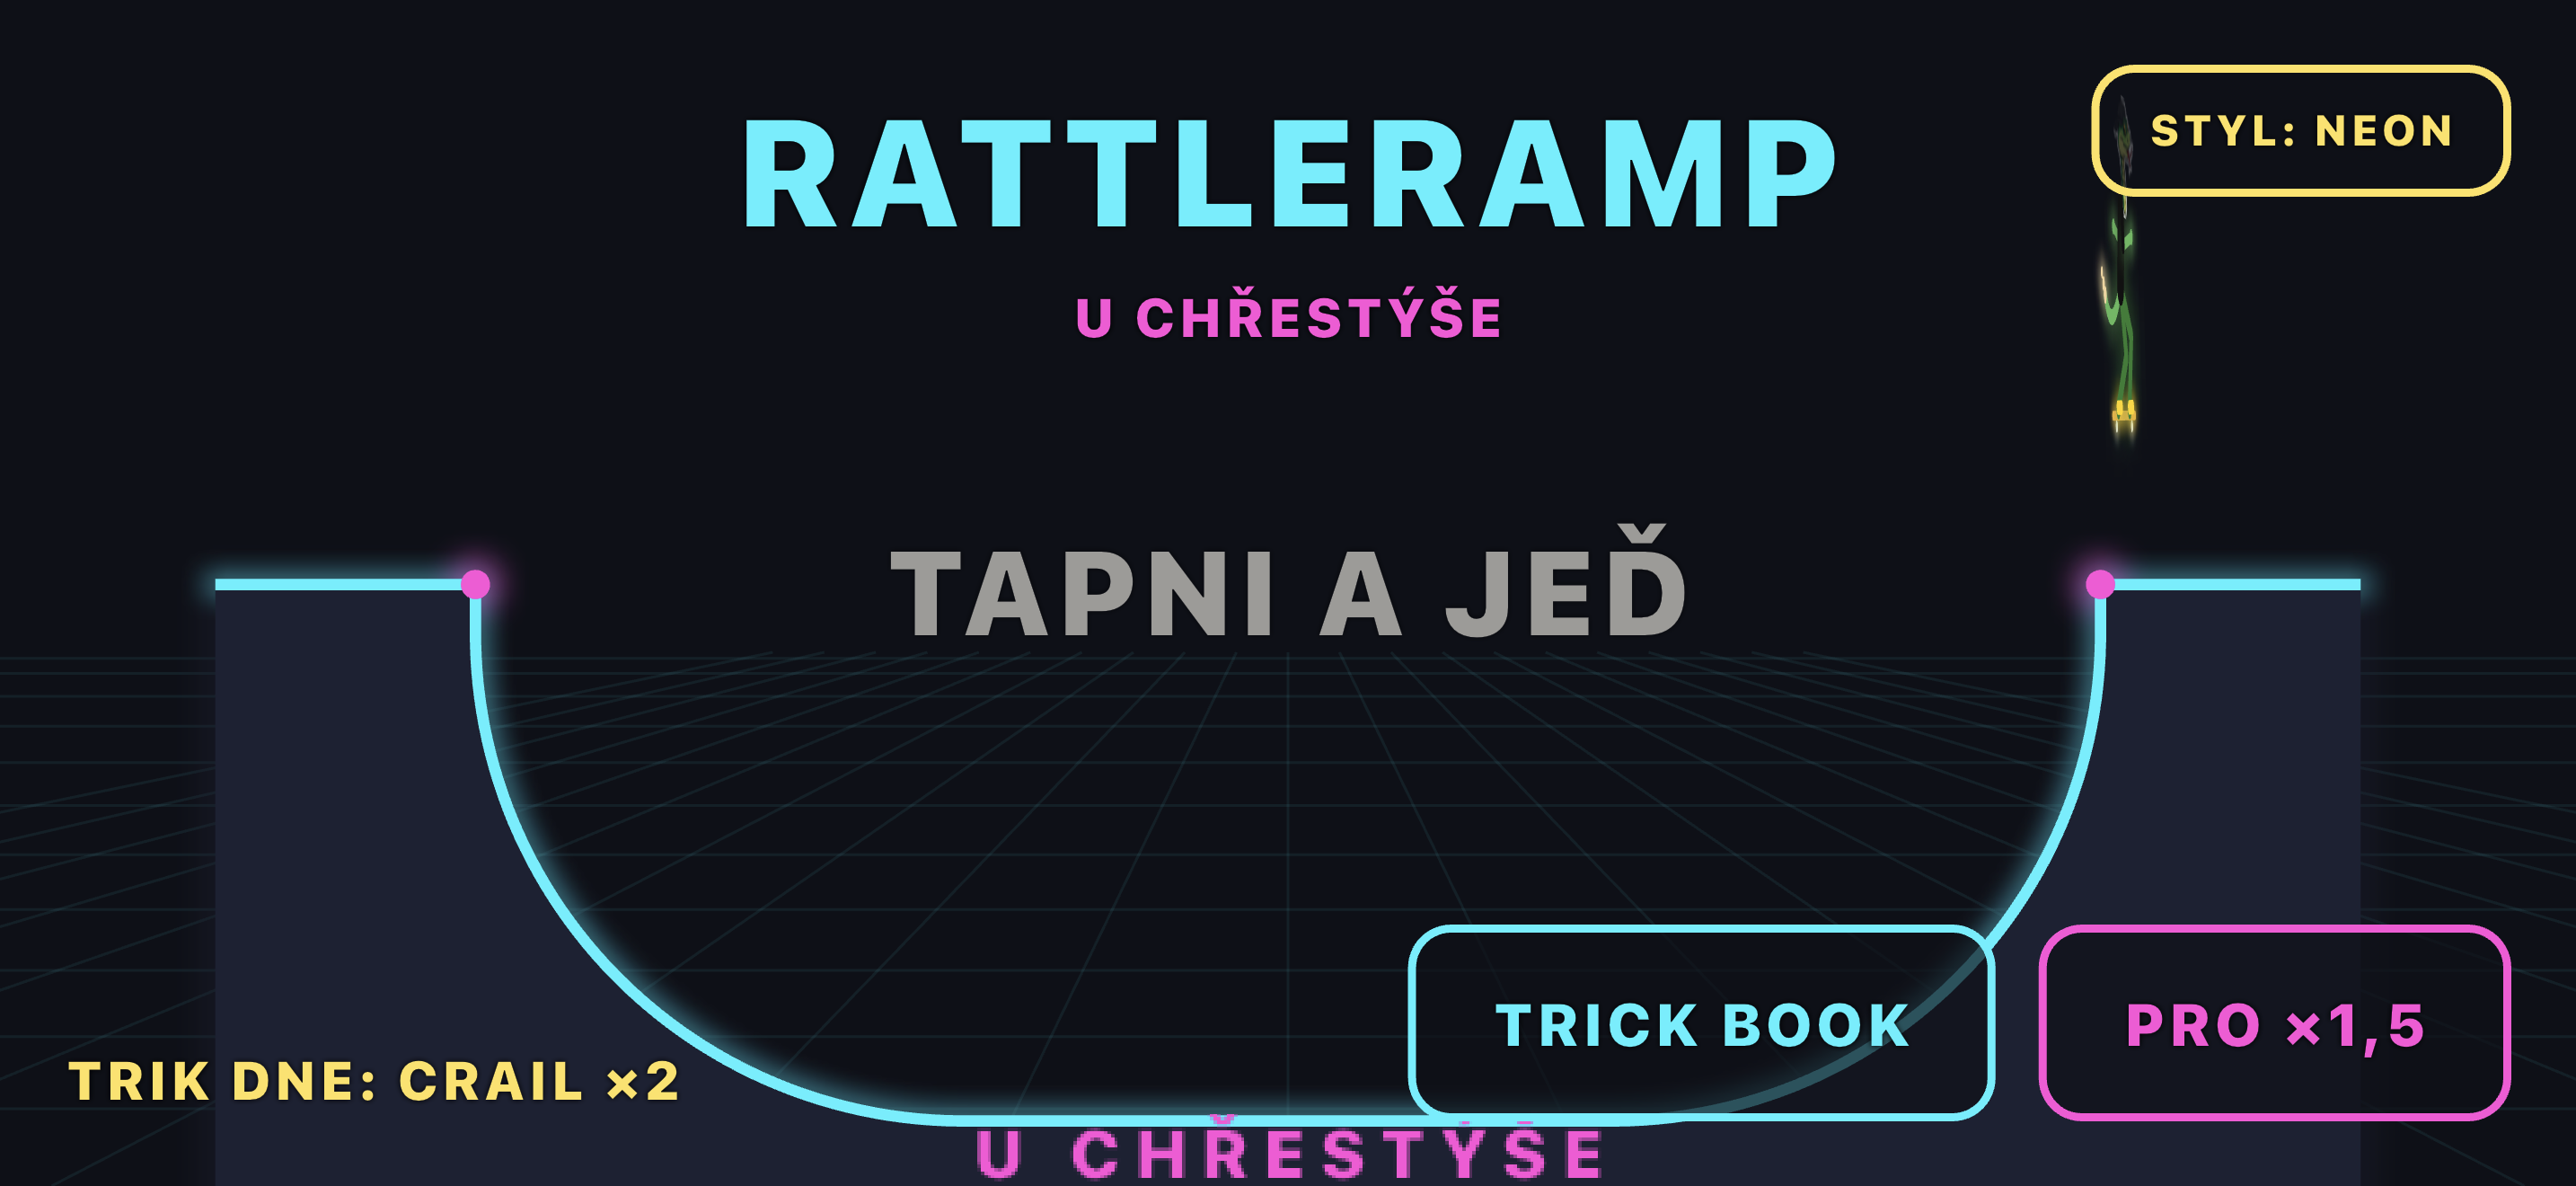 RATTLERAMP
STYL: NEON
U CHŘESTÝŠE
TAPNI A JEĎ
TRICK BOOK
PRO ×1,5
TRIK DNE: CRAIL ×2
U CHŘESTÝŠE